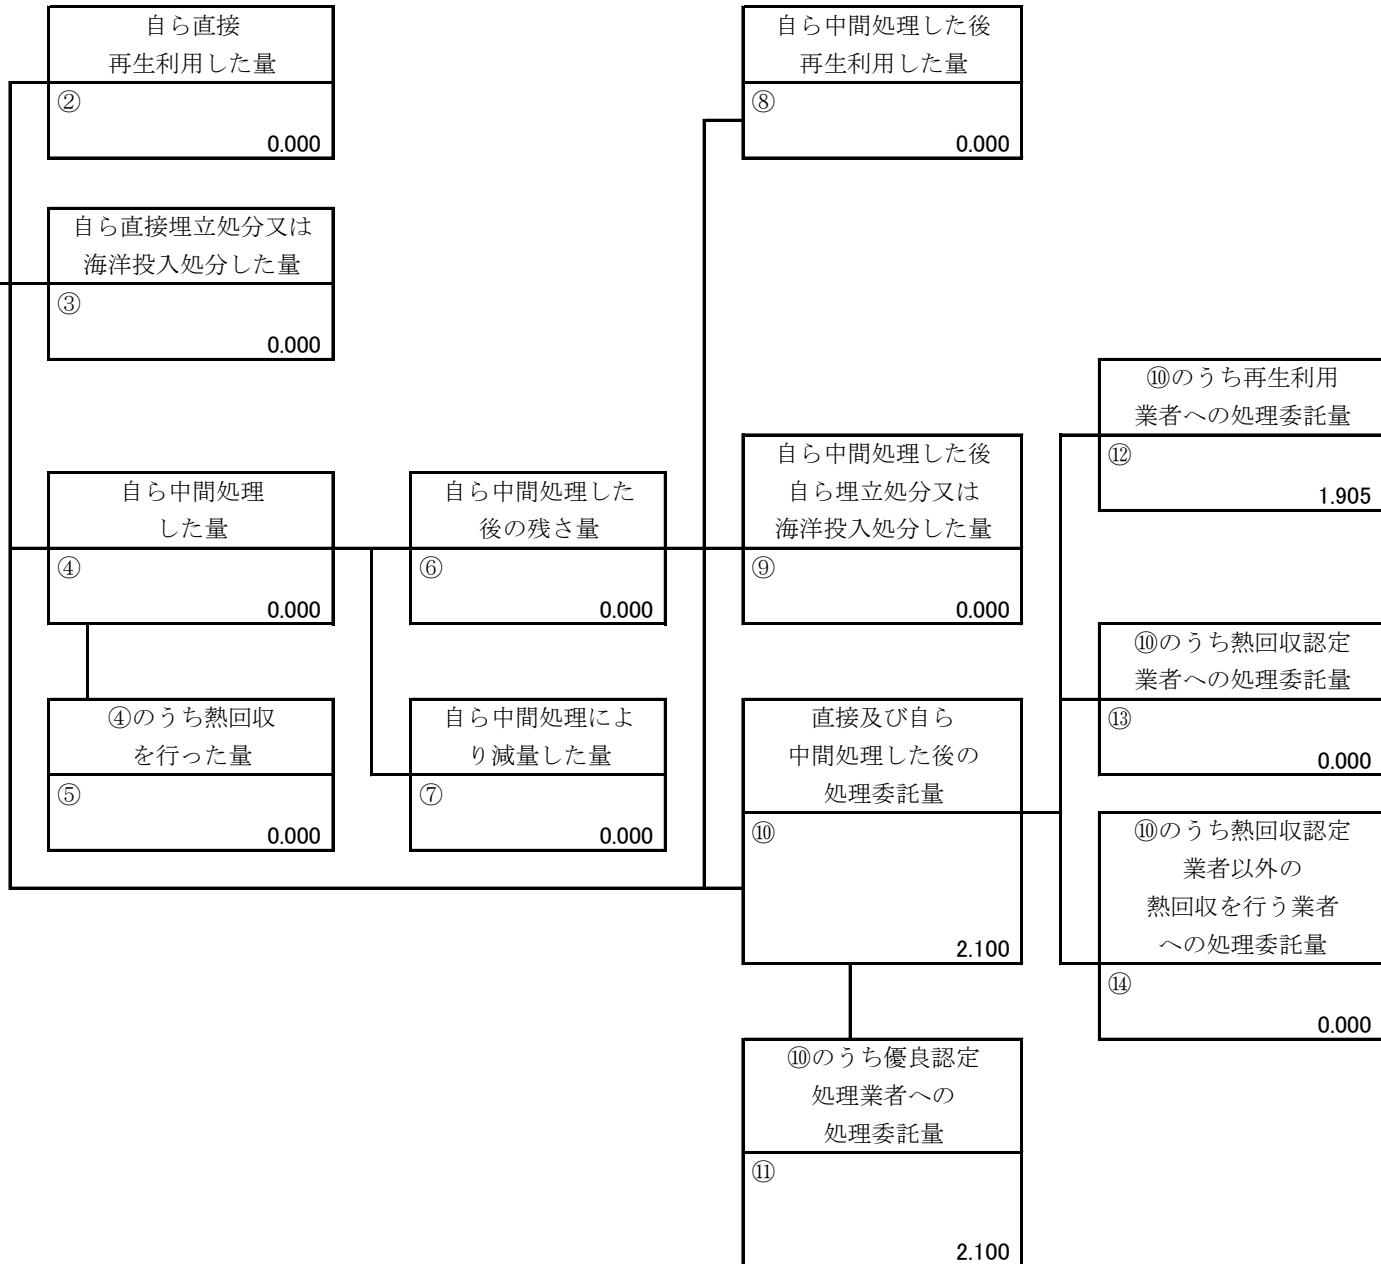 自ら直接
再生利用した量
②
0.000
自ら中間処理した後
再生利用した量
⑧
0.000
自ら直接埋立処分又は
海洋投入処分した量
③
0.000
⑩のうち再生利用
業者への処理委託量
⑫
1.905
自ら中間処理
した量
④
0.000
自ら中間処理した
後の残さ量
⑥
0.000
自ら中間処理した後
自ら埋立処分又は
海洋投入処分した量
⑨
0.000
⑩のうち熱回収認定
業者への処理委託量
⑬
0.000
④のうち熱回収
を行った量
⑤
0.000
自ら中間処理によ
り減量した量
⑦
0.000
直接及び自ら
中間処理した後の
処理委託量
⑩
2.100
⑩のうち熱回収認定
業者以外の
熱回収を行う業者
への処理委託量
⑭
0.000
⑩のうち優良認定
処理業者への
処理委託量
⑪
2.100